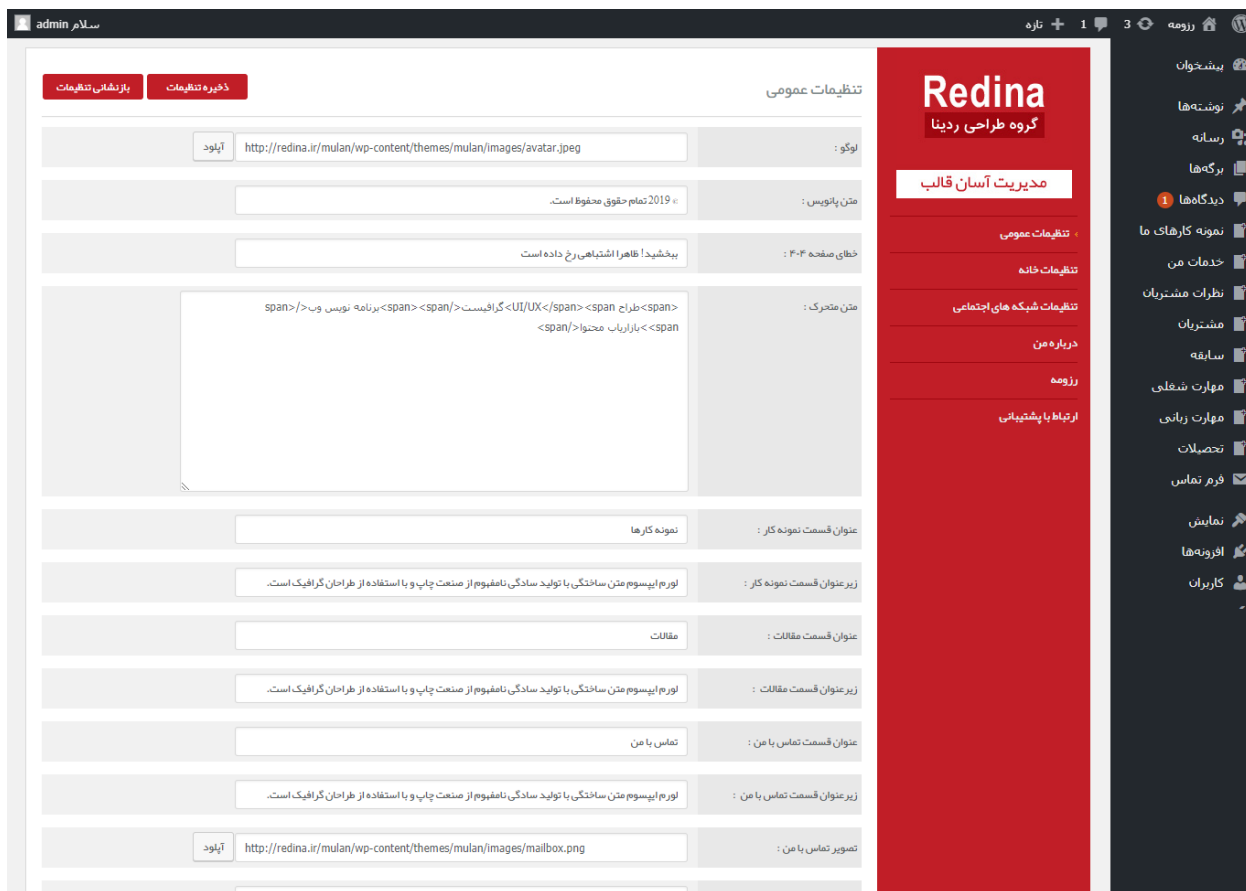 رزومه
3
1
تازه
سلام admin
پیشخوان
نوشته‌ها
رسانه
برگه‌ها
دیدگاه‌ها 1
نمونه کارهای ما
خدمات من
نظرات مشتریان
مشتریان
سابقه
مهارت شغلی
مهارت زبانی
تحصیلات
فرم تماس
نمایش
افزونه‌ها
کاربران
Redina
گروه طراحی ردینا
مدیریت آسان قالب
تنظیمات عمومی
تنظیمات خانه
تنظیمات شبکه های اجتماعی
درباره من
رزومه
ارتباط با پشتیبانی
تنظیمات عمومی
ذخیره تنظیمات
بازنشانی تنظیمات
لوگو :
http://redina.ir/mulan/wp-content/themes/mulan/images/avatar.jpeg
آپلود
متن پانویس :
2019 تمام حقوق محفوظ است.
خطای صفحه ۴۰۴ :
ببخشید! ظاهرا اشتباهی رخ داده است
متن متحرک :
<span>طراح UI/UX</span><span>گرافیست</span><span>برنامه نویس وب</span>
<span>بازاریاب محتوا</span>
عنوان قسمت نمونه کار :
نمونه کارها
زیرعنوان قسمت نمونه کار :
لورم ایپسوم متن ساختگی با تولید سادگی نامفهوم از صنعت چاپ و با استفاده از طراحان گرافیک است.
عنوان قسمت مقالات :
مقالات
زیرعنوان قسمت مقالات :
لورم ایپسوم متن ساختگی با تولید سادگی نامفهوم از صنعت چاپ و با استفاده از طراحان گرافیک است.
عنوان قسمت تماس با من :
تماس با من
زیرعنوان قسمت تماس با من :
لورم ایپسوم متن ساختگی با تولید سادگی نامفهوم از صنعت چاپ و با استفاده از طراحان گرافیک است.
تصویر تماس با من :
http://redina.ir/mulan/wp-content/themes/mulan/images/mailbox.png
آپلود